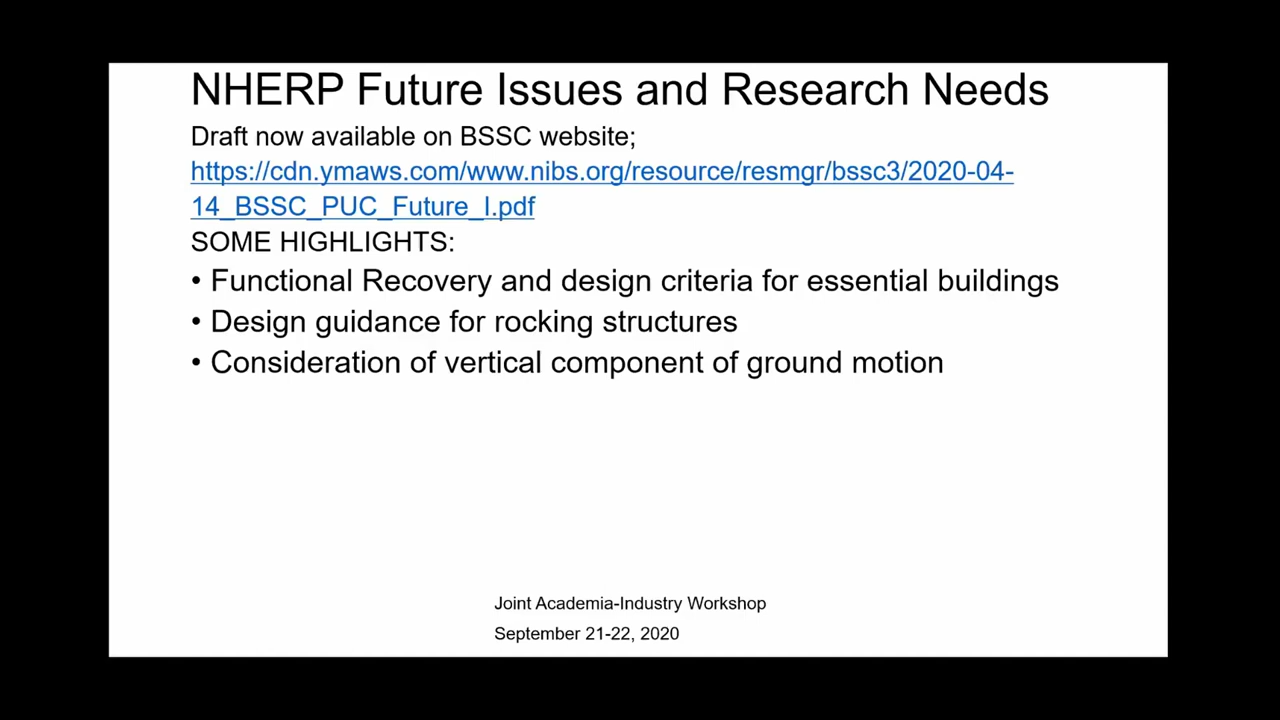 NHERP Future Issues and Research Needs
Draft now available on BSSC website;
https://cdn.ymaws.com/www.nibs.org/resource/resmgr/bssc3/2020-04-
14_BSSC_PUC_Future_I.pdf
SOME HIGHLIGHTS:
• Functional Recovery and design criteria for essential buildings
• Design guidance for rocking structures
• Consideration of vertical component of ground motion
Joint Academia-Industry Workshop
September 21-22, 2020